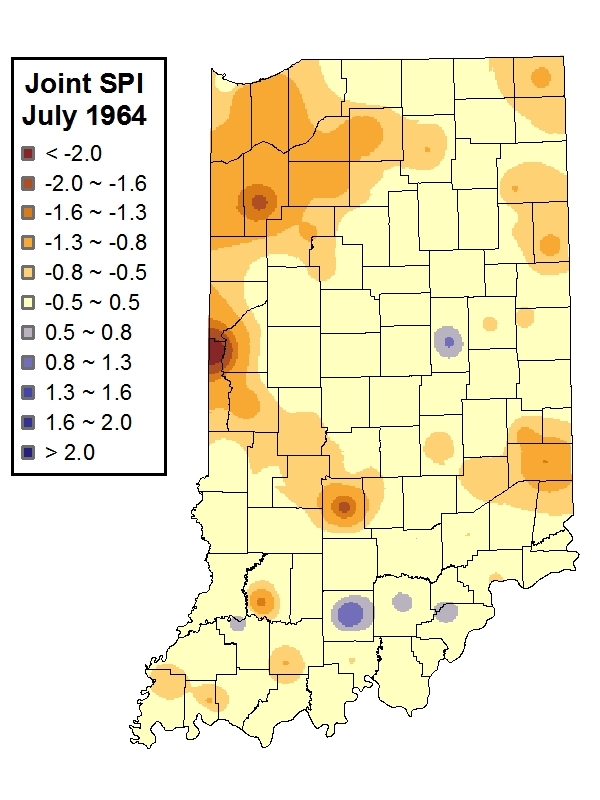 Joint SPI
July 1964
< -2.0
-2.0 ~ -1.6
-1.6 ~ -1.3
-1.3 ~ -0.8
-0.8 ~ -0.5
-0.5 ~ 0.5
0.5 ~ 0.8
0.8 ~ 1.3
1.3 ~ 1.6
1.6 ~ 2.0
> 2.0